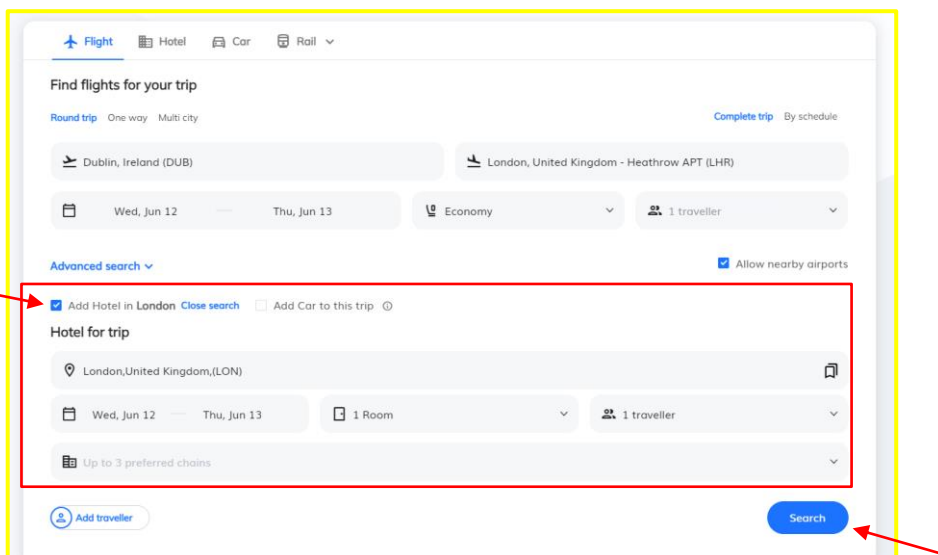 Flight Hotel Car Rail
Find flights for your trip
Round trip One way Multi city Complete trip By schedule
Dublin, Ireland (DUB) London, United Kingdom - Heathrow APT (LHR)
Wed, Jun 12 Thu, Jun 13 Economy 1 traveller
Advanced search Allow nearby airports
Add Hotel in London Close search Add Car to this trip
Hotel for trip
London,United Kingdom,(LON)
Wed, Jun 12 Thu, Jun 13 1 Room 1 traveller
Up to 3 preferred chains
Add traveller Search